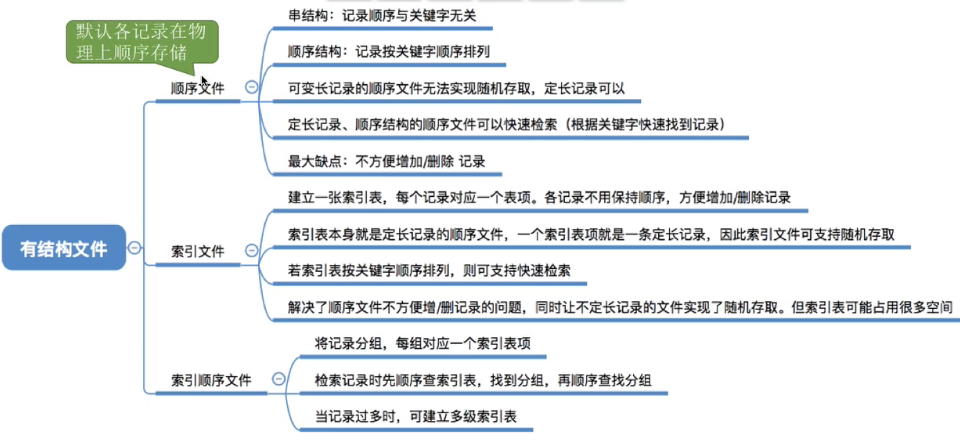 默认各记录在物
理上顺序存储
有结构文件
顺序文件
串结构：记录顺序与关键字无关
顺序结构：记录按关键字顺序排列
可变长记录的顺序文件无法实现随机存取，定长记录可以
定长记录、顺序结构的顺序文件可以快速检索（根据关键字快速找到记录）
最大缺点：不方便增加/删除 记录
索引文件
建立一张索引表，每个记录对应一个表项。各记录不用保持顺序，方便增加/删除记录
索引表本身就是定长记录的顺序文件，一个索引表项就是一条定长记录，因此索引文件可支持随机存取
若索引表按关键字顺序排列，则可支持快速检索
解决了顺序文件不方便增/删记录的问题，同时让不定长记录的文件实现了随机存取。但索引表可能占用很多空间
索引顺序文件
将记录分组，每组对应一个索引表项
检索记录时先顺序查索引表，找到分组，再顺序查找分组
当记录过多时，可建立多级索引表